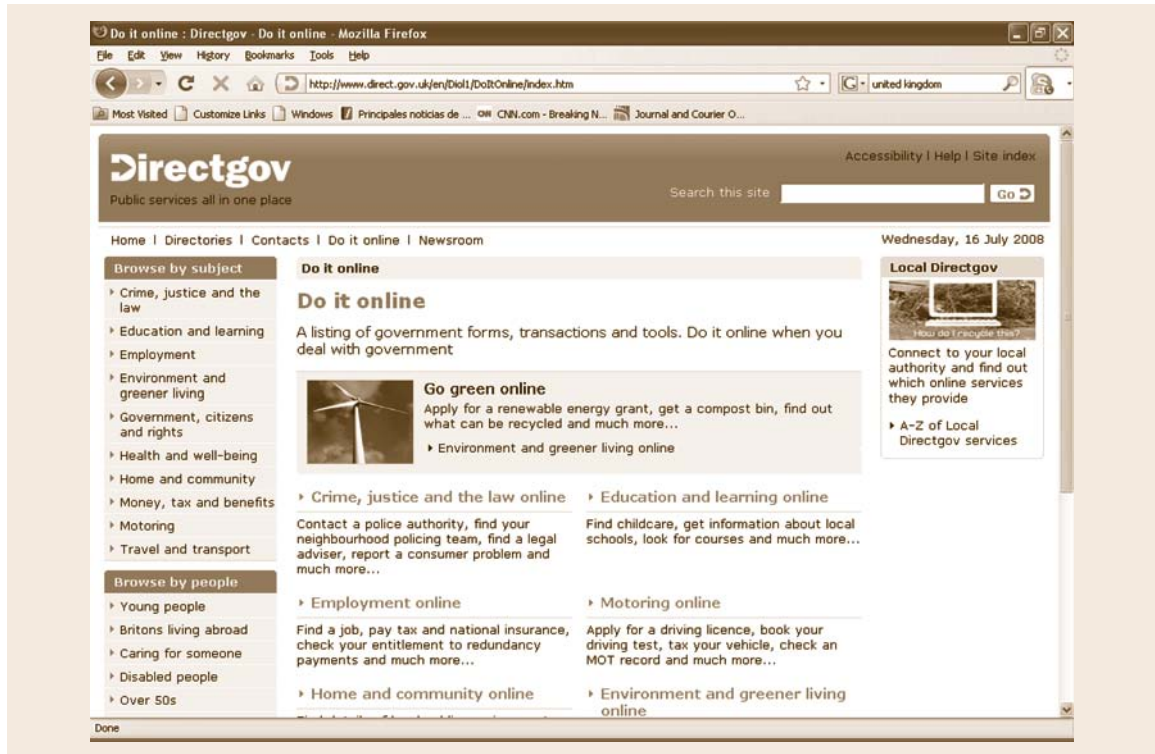 Do it online : Directgov - Do it online - Mozilla Firefox
File Edit View History Bookmarks Tools Help
http://www.direct.gov.uk/en/Diol1/DoItOnline/index.htm
G united kingdom
Most Visited Customize Links Windows Principales noticias de ... CNN CNN.com - Breaking N... Journal and Courier O...
Directgov
Public services all in one place
Accessibility | Help | Site index
Search this site Go
Home | Directories | Contacts | Do it online | Newsroom
Wednesday, 16 July 2008
Browse by subject
Crime, justice and the
law
Education and learning
Employment
Environment and
greener living
Government, citizens
and rights
Health and well-being
Home and community
Money, tax and benefits
Motoring
Travel and transport
Browse by people
Young people
Britons living abroad
Caring for someone
Disabled people
Over 50s
Do it online
Do it online
A listing of government forms, transactions and tools. Do it online when you
deal with government
Go green online
Apply for a renewable energy grant, get a compost bin, find out
what can be recycled and much more...
Environment and greener living online
Crime, justice and the law online
Contact a police authority, find your
neighbourhood policing team, find a legal
adviser, report a consumer problem and
much more...
Education and learning online
Find childcare, get information about local
schools, look for courses and much more...
Employment online
Find a job, pay tax and national insurance,
check your entitlement to redundancy
payments and much more...
Motoring online
Apply for a driving licence, book your
driving test, tax your vehicle, check an
MOT record and much more...
Home and community online
Environment and greener living
online
Local Directgov
How do I recycle this?
Connect to your local
authority and find out
which online services
they provide
A-Z of Local
Directgov services
Done